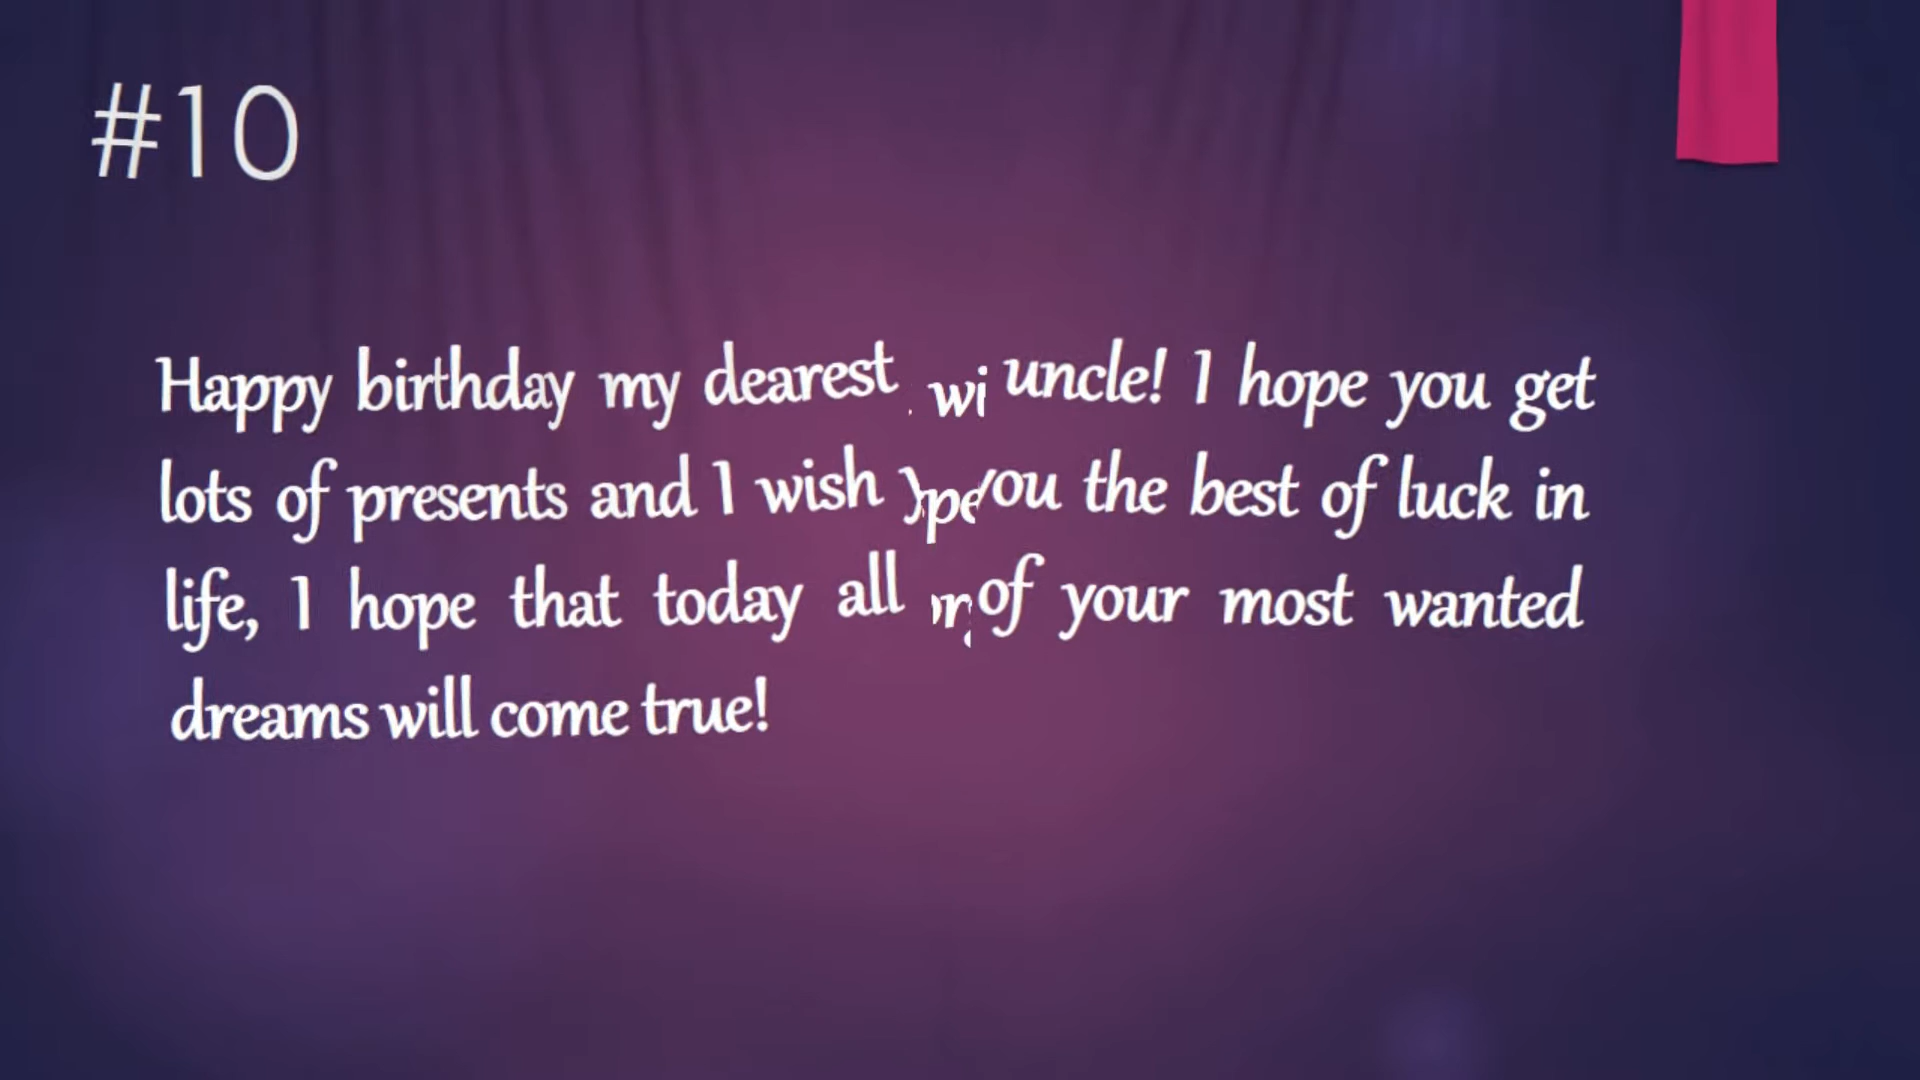 #10
Happy birthday my dearest uncle! I hope you get
lots of presents and I wish you the best of luck in
life, I hope that today all of your most wanted
dreams will come true!